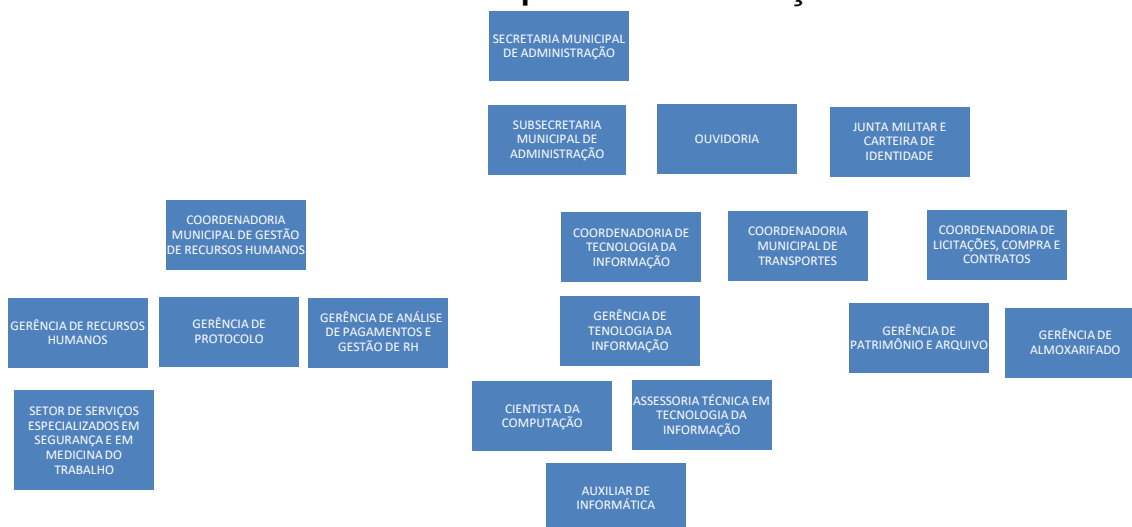 SECRETARIA MUNICIPAL
DE ADMINISTRAÇÃO
SUBSECRETARIA
MUNICIPAL DE
ADMINISTRAÇÃO
OUVIDORIA
JUNTA MILITAR E
CARTEIRA DE
IDENTIDADE
COORDENADORIA
MUNICIPAL DE GESTÃO
DE RECURSOS HUMANOS
COORDENADORIA DE
TECNOLOGIA DA
INFORMAÇÃO
COORDENADORIA
MUNICIPAL DE
TRANSPORTES
COORDENADORIA DE
LICITAÇÕES, COMPRA E
CONTRATOS
GERÊNCIA DE RECURSOS
HUMANOS
GERÊNCIA DE
PROTOCOLO
GERÊNCIA DE ANÁLISE
DE PAGAMENTOS E
GESTÃO DE RH
GERÊNCIA DE
TENOLOGIA DA
INFORMAÇÃO
GERÊNCIA DE
PATRIMÔNIO E ARQUIVO
GERÊNCIA DE
ALMOXARIFADO
SETOR DE SERVIÇOS
ESPECIALIZADOS EM
SEGURANÇA E EM
MEDICINA DO
TRABALHO
CIENTISTA DA
COMPUTAÇÃO
ASSESSORIA TÉCNICA EM
TECNOLOGIA DA
INFORMAÇÃO
AUXILIAR DE
INFORMÁTICA